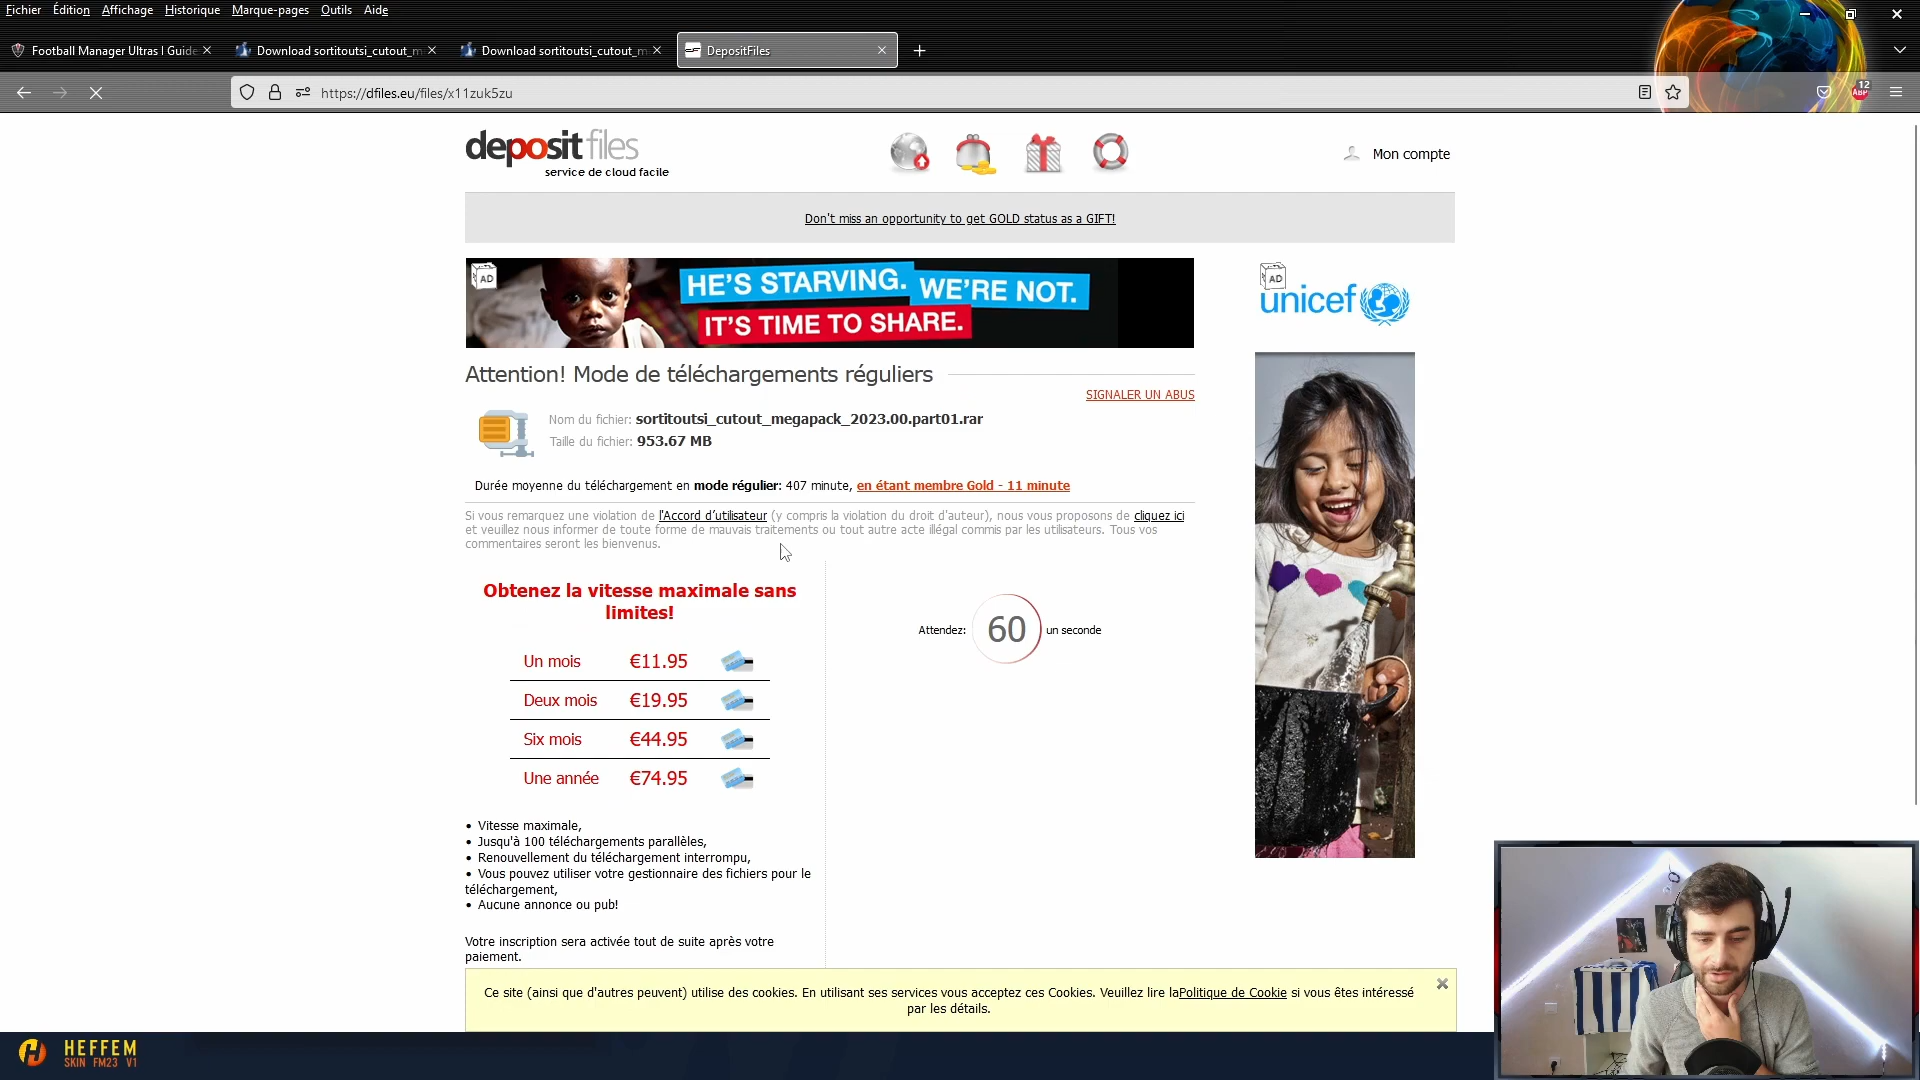 Fichier Édition Affichage Historique Marque-pages Outils Aide
Football Manager Ultras | Guide
Download sortitoutsi_cutout_m
Download sortitoutsi_cutout_m
DepositFiles
https://dfiles.eu/files/x11zuk5zu
12
ABP
depositfiles
service de cloud facile
Mon compte
Don't miss an opportunity to get GOLD status as a GIFT!
AD
HE'S STARVING. WE'RE NOT.
IT'S TIME TO SHARE.
AD
unicef
Attention! Mode de téléchargements réguliers
SIGNALER UN ABUS
Nom du fichier: sortitoutsi_cutout_megapack_2023.00.part01.rar
Taille du fichier: 953.67 MB
Durée moyenne du téléchargement en mode régulier: 407 minute, en étant membre Gold - 11 minute
Si vous remarquez une violation de l'Accord d’utilisateur (y compris la violation du droit d'auteur), nous vous proposons de cliquez ici
et veuillez nous informer de toute forme de mauvais traitements ou tout autre acte illégal commis par les utilisateurs. Tous vos
commentaires seront les bienvenus.
Obtenez la vitesse maximale sans
limites!
Un mois €11.95
Deux mois €19.95
Six mois €44.95
Une année €74.95
Attendez: 60 un seconde
• Vitesse maximale,
• Jusqu'à 100 téléchargements parallèles,
• Renouvellement du téléchargement interrompu,
• Vous pouvez utiliser votre gestionnaire des fichiers pour le
téléchargement,
• Aucune annonce ou pub!
Votre inscription sera activée tout de suite après votre
paiement.
Ce site (ainsi que d'autres peuvent) utilise des cookies. En utilisant ses services vous acceptez ces Cookies. Veuillez lire laPolitique de Cookie si vous êtes intéressé
par les détails.
HEFFEM
SKIN FM23 V1